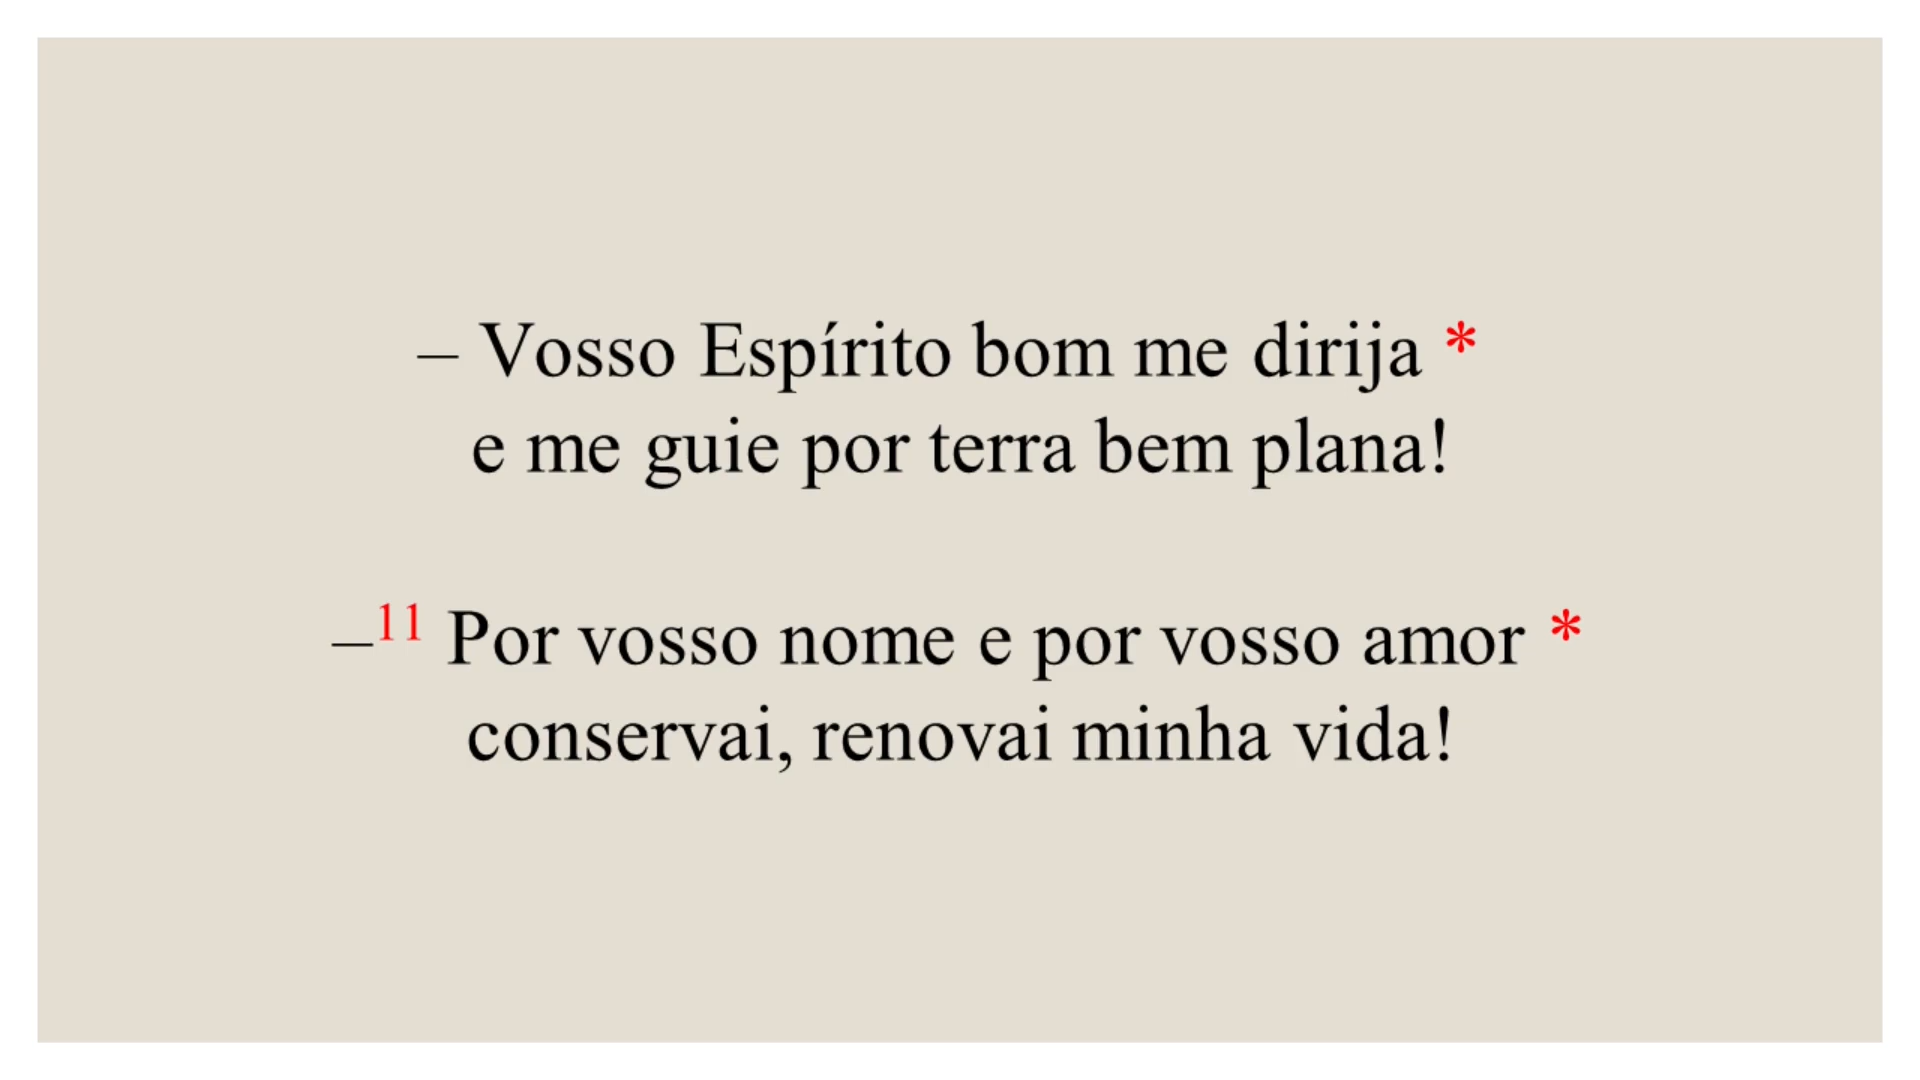 – Vosso Espírito bom me dirija *
e me guie por terra bem plana!
–11 Por vosso nome e por vosso amor *
conservai, renovai minha vida!